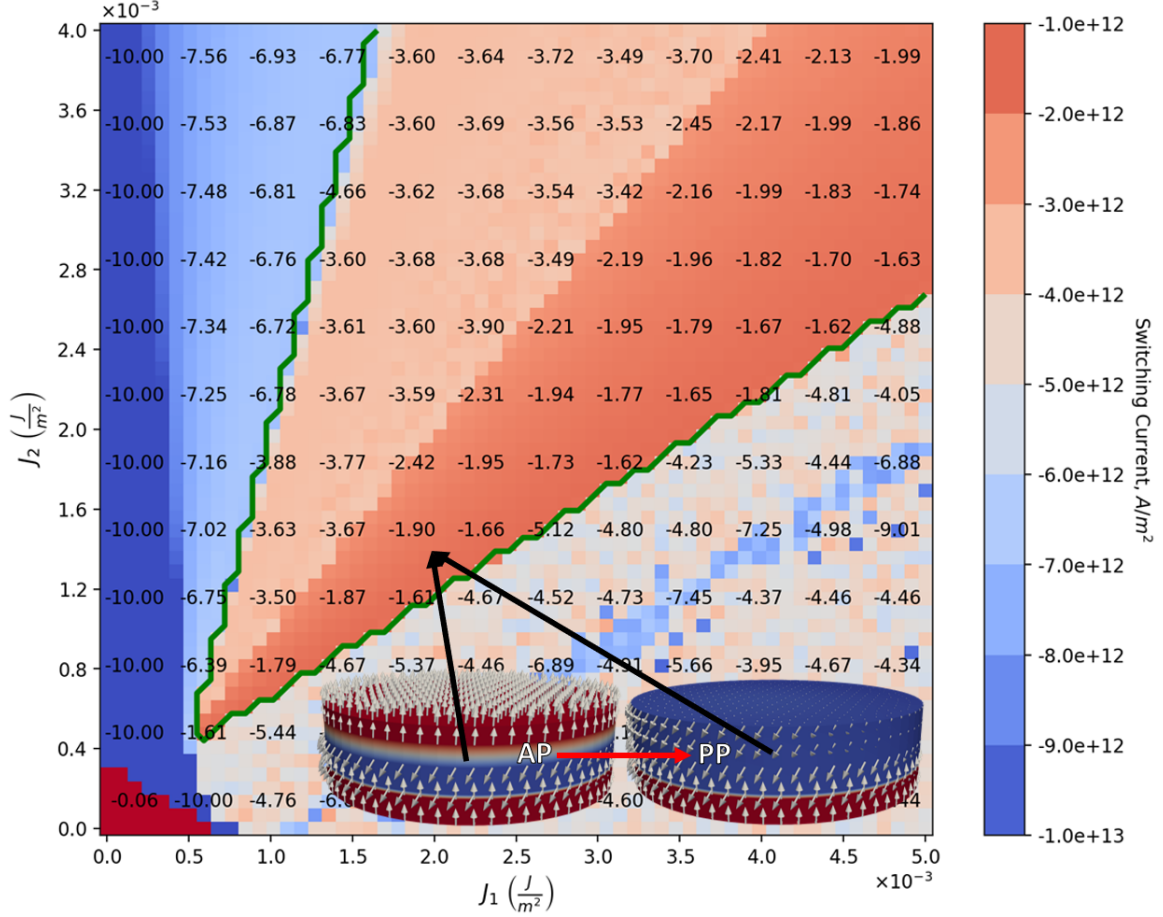 ×10⁻³
4.0
-10.00 -7.56 -6.93 -6.77 -3.60 -3.64 -3.72 -3.49 -3.70 -2.41 -2.13 -1.99
3.6
-10.00 -7.53 -6.87 -6.83 -3.60 -3.69 -3.56 -3.53 -2.45 -2.17 -1.99 -1.86
3.2
-10.00 -7.48 -6.81 -4.66 -3.62 -3.68 -3.54 -3.42 -2.16 -1.99 -1.83 -1.74
2.8
-10.00 -7.42 -6.76 -3.60 -3.68 -3.68 -3.49 -2.19 -1.96 -1.82 -1.70 -1.63
-10.00 -7.34 -6.72 -3.61 -3.60 -3.90 -2.21 -1.95 -1.79 -1.67 -1.62 -4.88
2.4
-10.00 -7.25 -6.78 -3.67 -3.59 -2.31 -1.94 -1.77 -1.65 -1.81 -4.81 -4.05
2.0
-10.00 -7.16 -3.88 -3.77 -2.42 -1.95 -1.73 -1.62 -4.23 -5.33 -4.44 -6.88
1.6
-10.00 -7.02 -3.63 -3.67 -1.90 -1.66 -5.12 -4.80 -4.80 -7.25 -4.98 -9.01
1.2
-10.00 -6.75 -3.50 -1.87 -1.61 -4.67 -4.52 -4.73 -7.45 -4.37 -4.46 -4.46
0.8
-10.00 -6.39 -1.79 -4.67 -5.37 -4.46 -6.89 -4.91 -5.66 -3.95 -4.67 -4.34
0.4
-10.00 -1.61 -5.44
AP PP
-0.06 -10.00 -4.76 -4.60
0.0
0.0 0.5 1.0 1.5 2.0 2.5 3.0 3.5 4.0 4.5 5.0
×10⁻³
J₁ (J/m²)
J₂ (J/m²)
-1.0e+12
-2.0e+12
-3.0e+12
-4.0e+12
-5.0e+12
-6.0e+12
-7.0e+12
-8.0e+12
-9.0e+12
-1.0e+13
Switching Current, A/m²